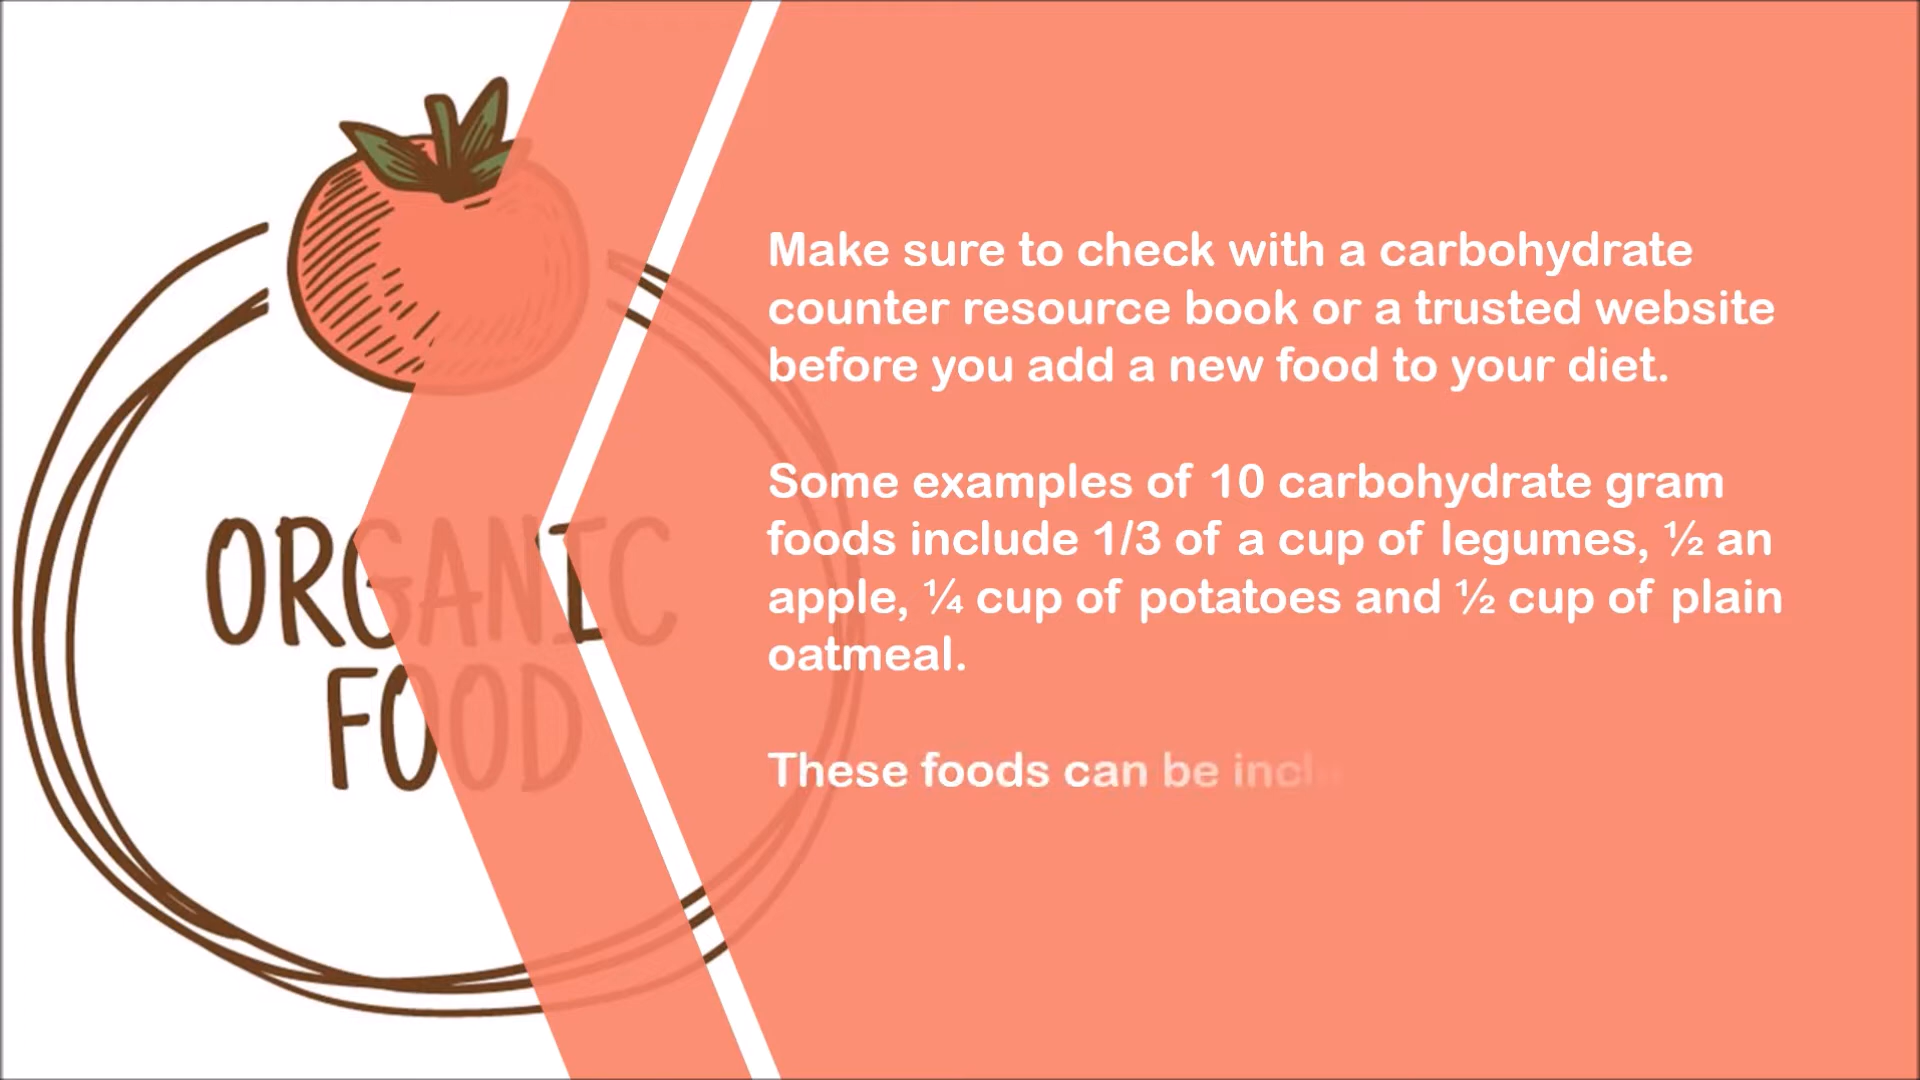 ORGANIC
FOOD
Make sure to check with a carbohydrate
counter resource book or a trusted website
before you add a new food to your diet.
Some examples of 10 carbohydrate gram
foods include 1/3 of a cup of legumes, ½ an
apple, ¼ cup of potatoes and ½ cup of plain
oatmeal.
These foods can be